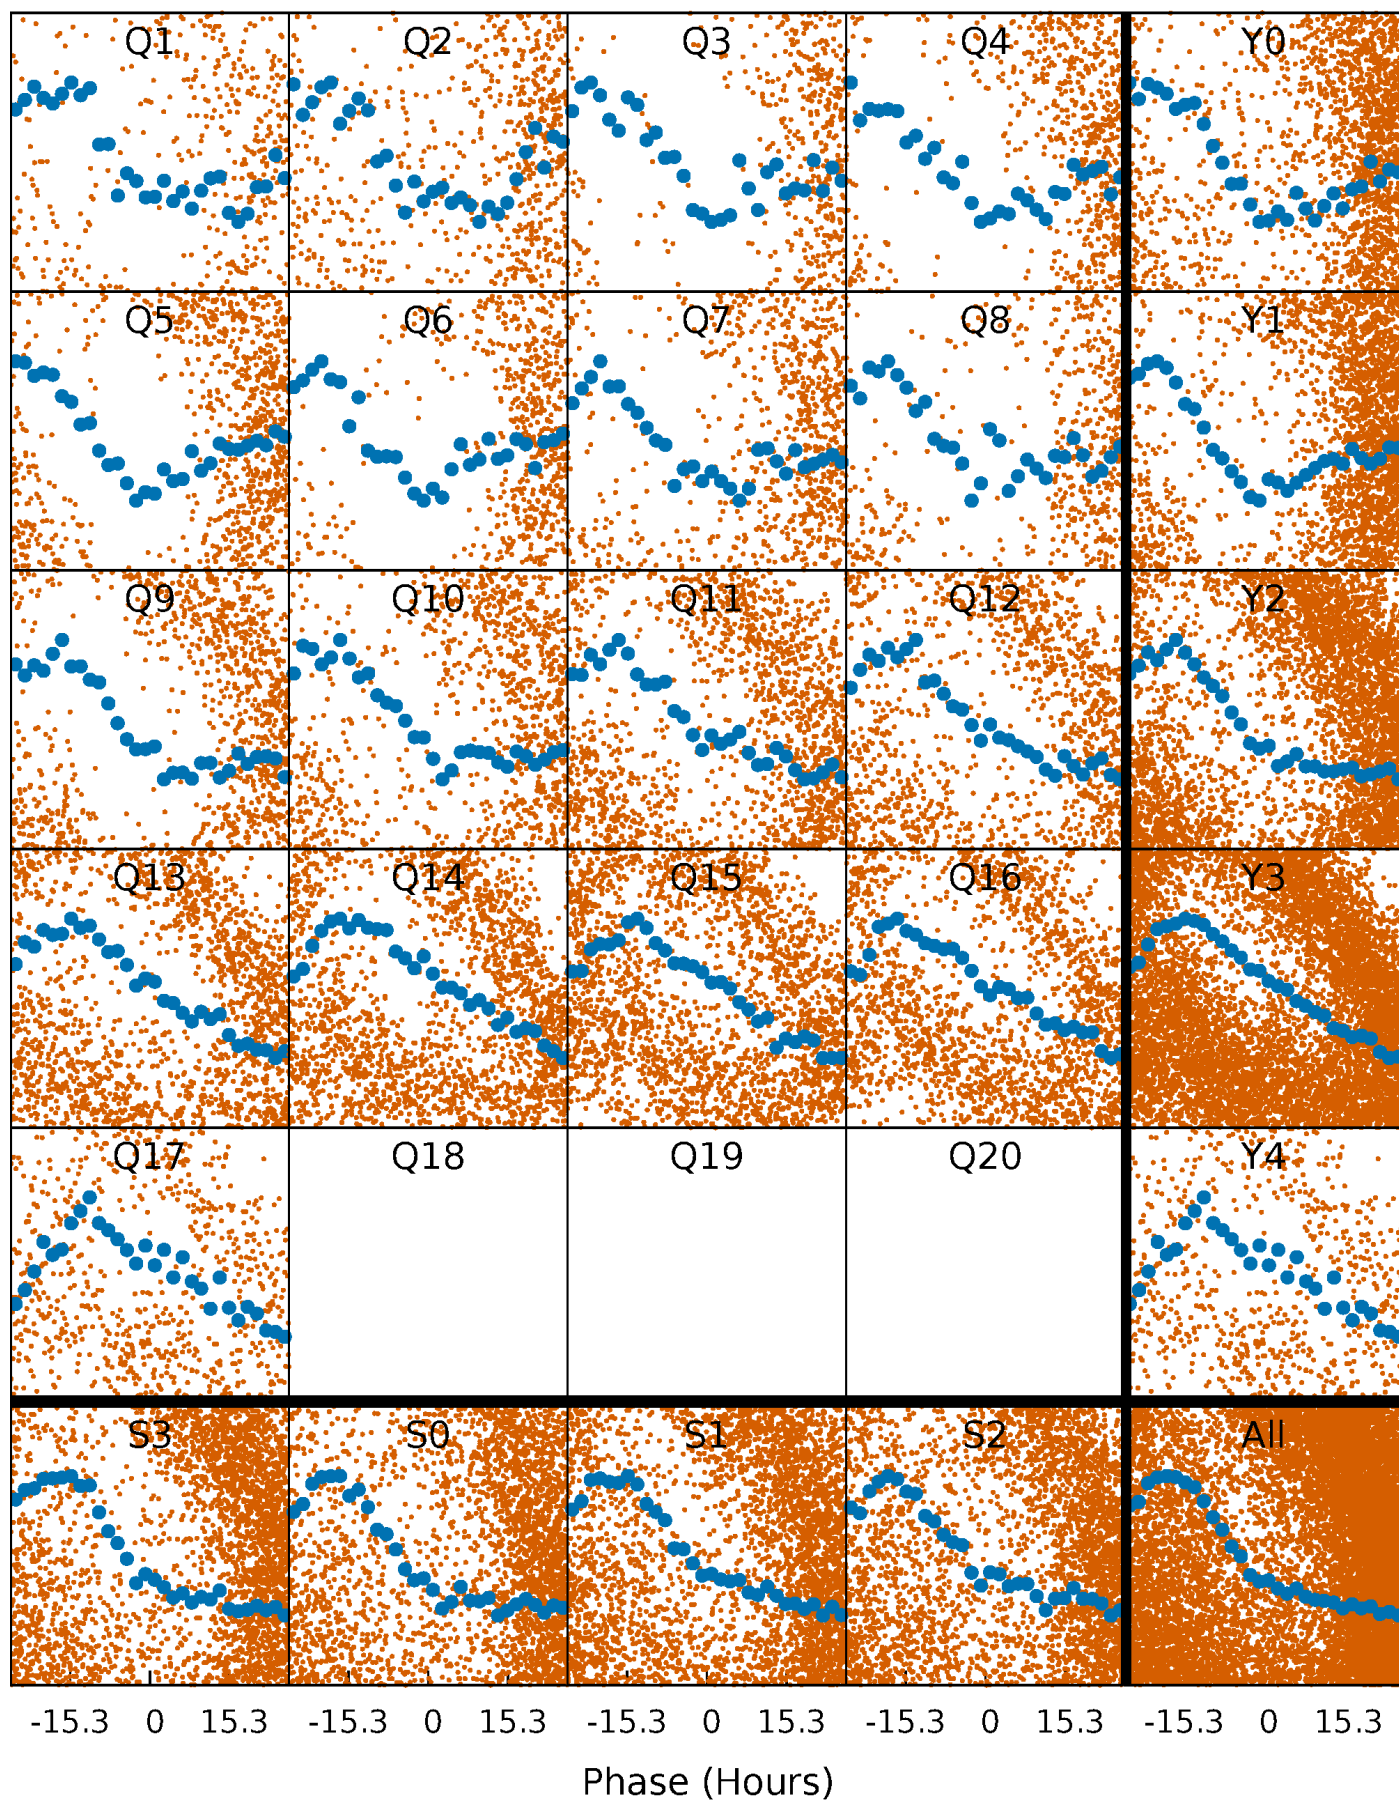 Q1 Q2 Q3 Q4 Y0
Q5 Q6 Q7 Q8 Y1
Q9 Q10 Q11 Q12 Y2
Q13 Q14 Q15 Q16 Y3
Q17 Q18 Q19 Q20 Y4
S3 S0 S1 S2 All
-15.3 0 15.3 -15.3 0 15.3 -15.3 0 15.3 -15.3 0 15.3 -15.3 0 15.3
Phase (Hours)